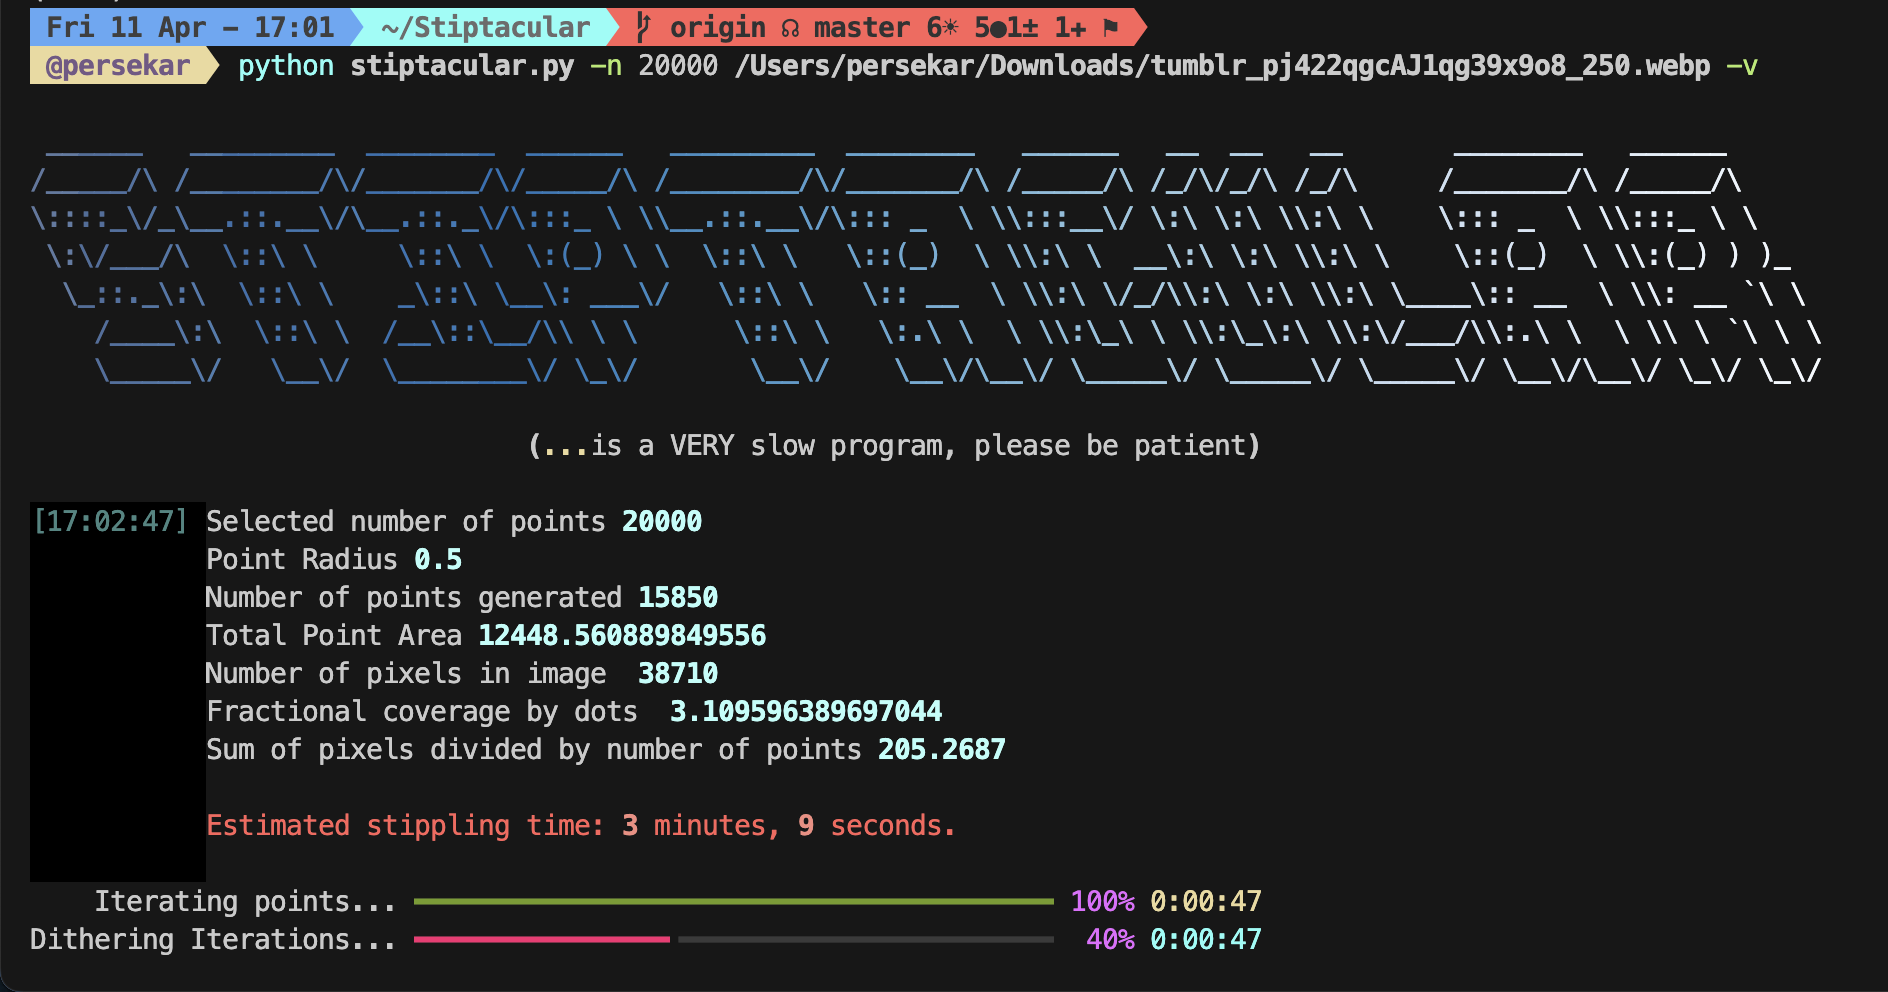 Fri 11 Apr – 17:01 ~/Stiptacular origin master 6☀ 5●1± 1+ ⚑
@persekar python stiptacular.py -n 20000 /Users/persekar/Downloads/tumblr_pj422qgcAJ1qg39x9o8_250.webp -v
STIPTACULAR
(...is a VERY slow program, please be patient)
[17:02:47] Selected number of points 20000
Point Radius 0.5
Number of points generated 15850
Total Point Area 12448.560889849556
Number of pixels in image 38710
Fractional coverage by dots 3.109596389697044
Sum of pixels divided by number of points 205.2687
Estimated stippling time: 3 minutes, 9 seconds.
Iterating points... 100% 0:00:47
Dithering Iterations... 40% 0:00:47